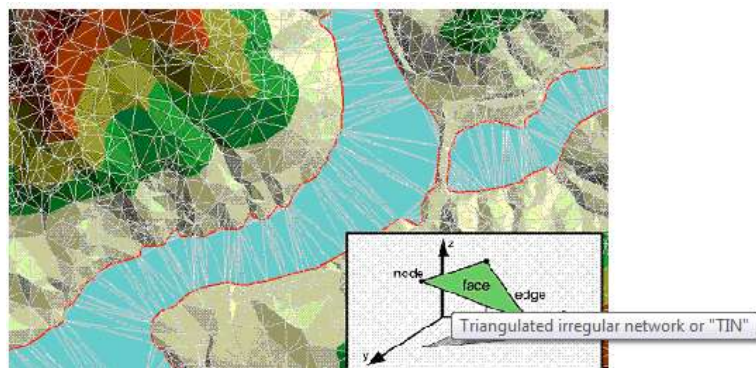 z
node
face
edge
Triangulated irregular network or "TIN"
y